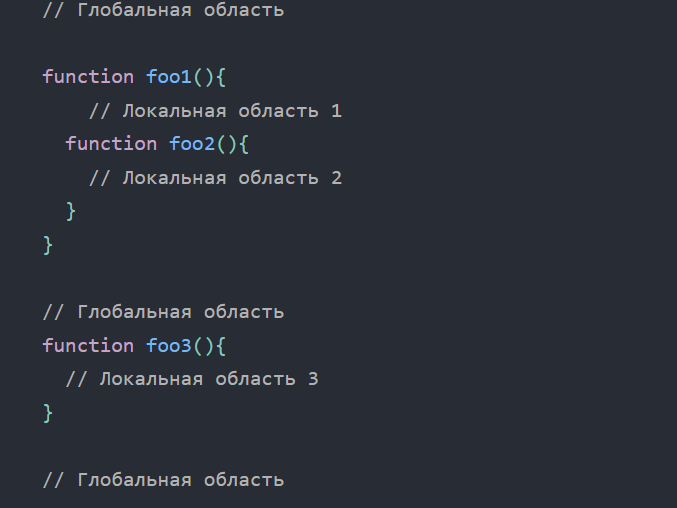 // Глобальная область
function foo1(){
// Локальная область 1
function foo2(){
// Локальная область 2
}
}
// Глобальная область
function foo3(){
// Локальная область 3
}
// Глобальная область